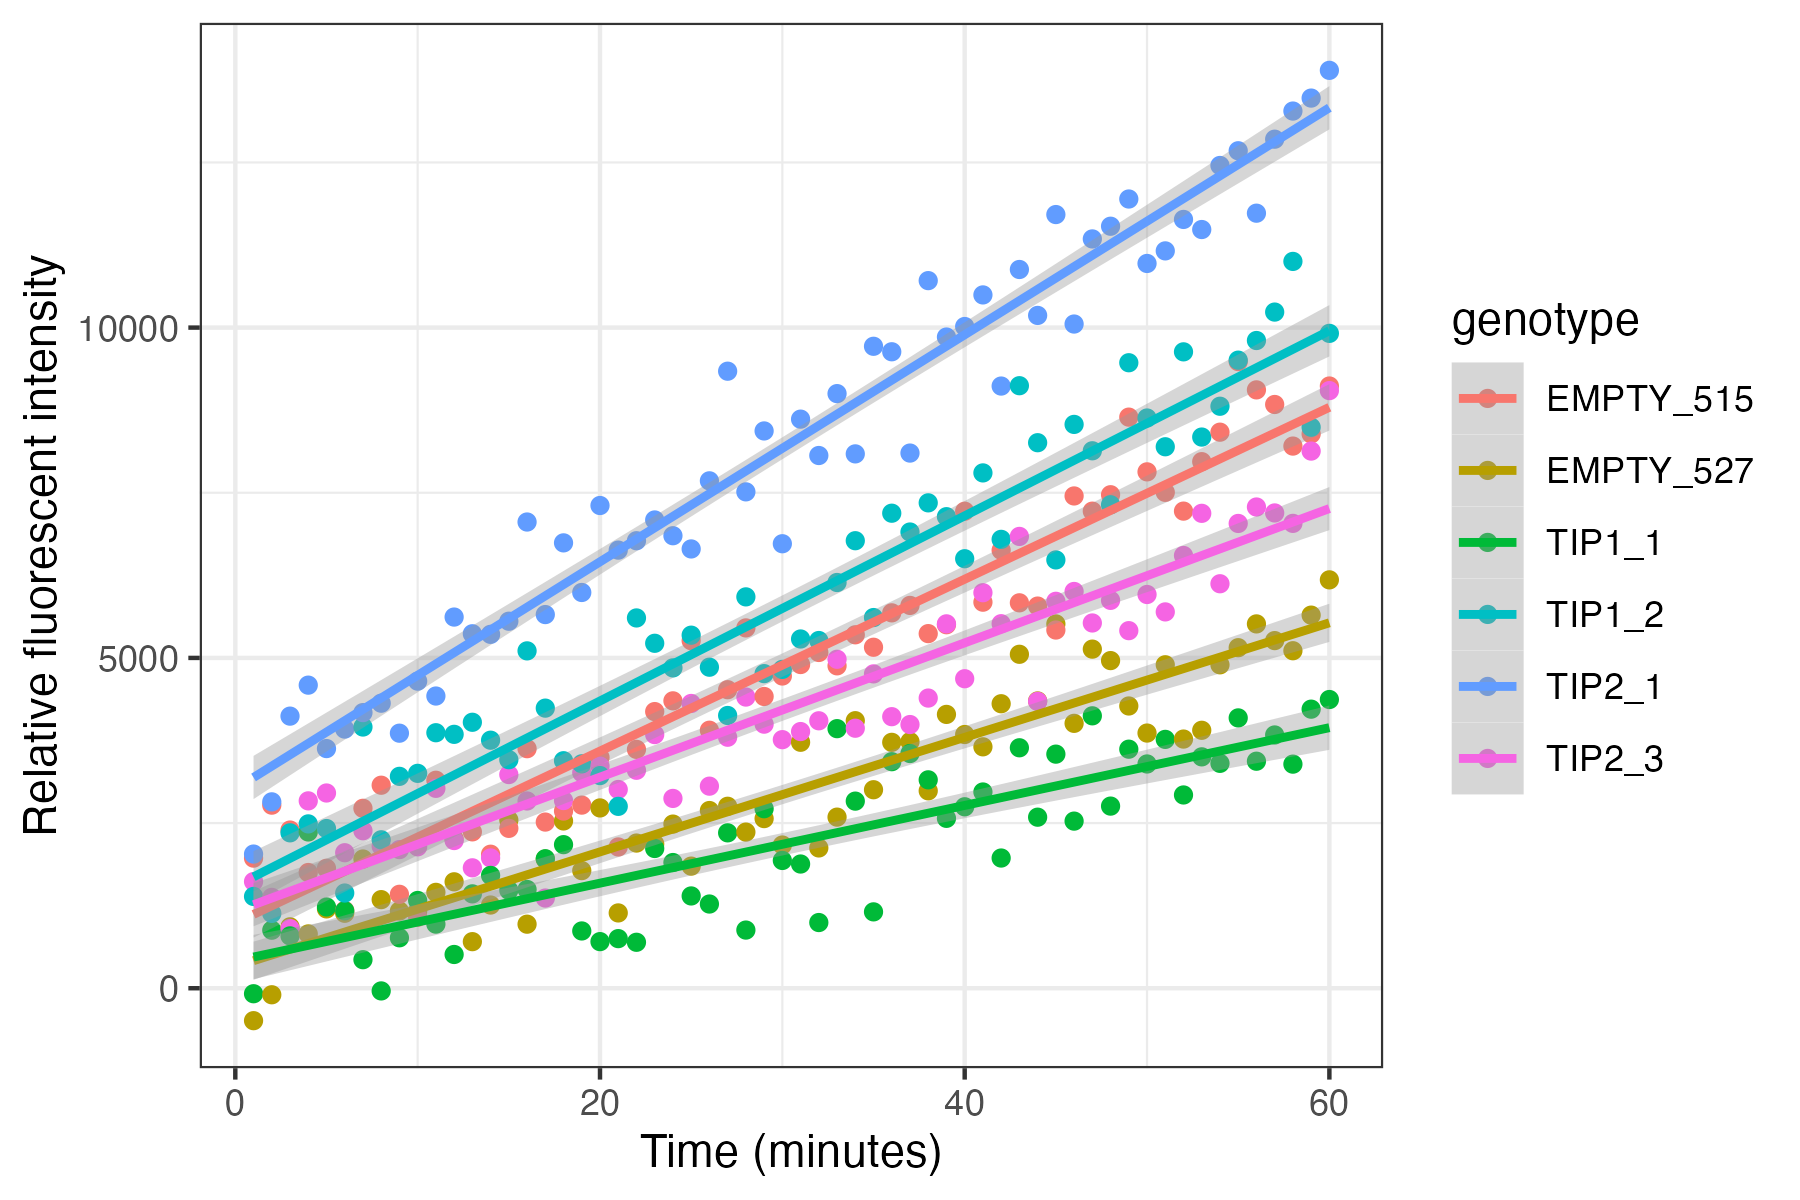 Relative fluorescent intensity
10000
5000
0
0 20 40 60
Time (minutes)
genotype
EMPTY_515
EMPTY_527
TIP1_1
TIP1_2
TIP2_1
TIP2_3